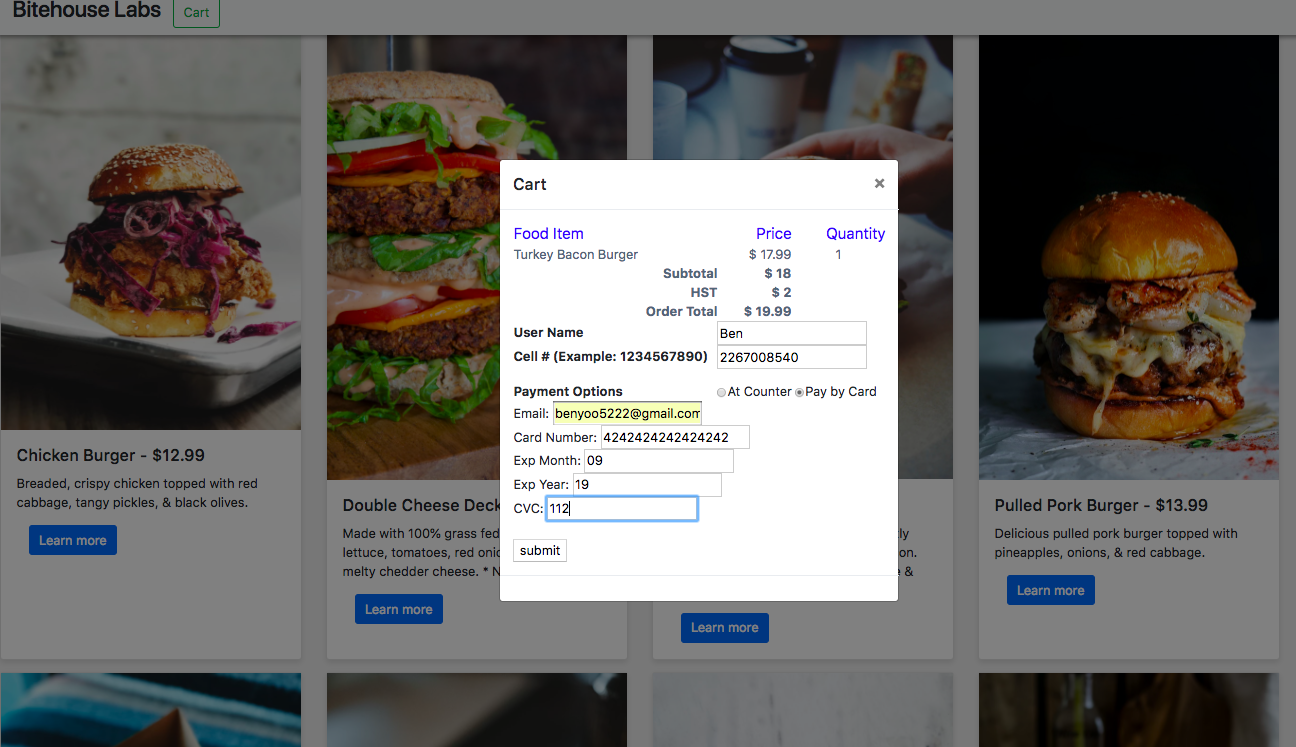 Bitehouse Labs Cart
Cart ×
Food Item Price Quantity
Turkey Bacon Burger $ 17.99 1
Subtotal $ 18
HST $ 2
Order Total $ 19.99
User Name Ben
Cell # (Example: 1234567890) 2267008540
Payment Options At Counter Pay by Card
Email: benyoo5222@gmail.com
Card Number: 4242424242424242
Exp Month: 09
Exp Year: 19
CVC: 112
submit
Chicken Burger - $12.99
Breaded, crispy chicken topped with red
cabbage, tangy pickles, & black olives.
Learn more
Double Cheese Deck
Made with 100% grass fed
lettuce, tomatoes, red onio
melty chedder cheese. * N
Learn more
on.
e &
Learn more
Pulled Pork Burger - $13.99
Delicious pulled pork burger topped with
pineapples, onions, & red cabbage.
Learn more